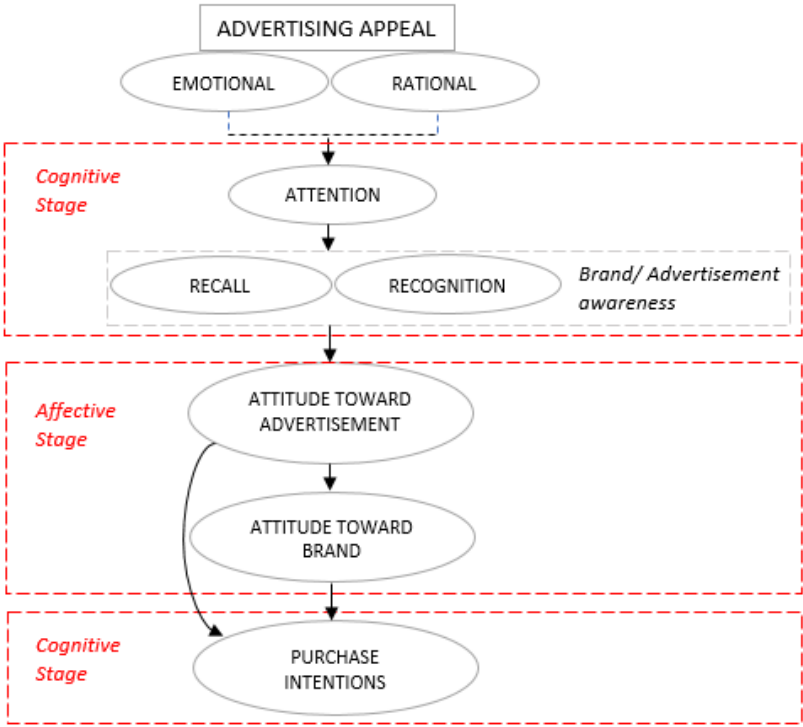 ADVERTISING APPEAL
EMOTIONAL
RATIONAL
Cognitive
Stage
ATTENTION
RECALL
RECOGNITION
Brand/ Advertisement
awareness
Affective
Stage
ATTITUDE TOWARD
ADVERTISEMENT
ATTITUDE TOWARD
BRAND
Cognitive
Stage
PURCHASE
INTENTIONS